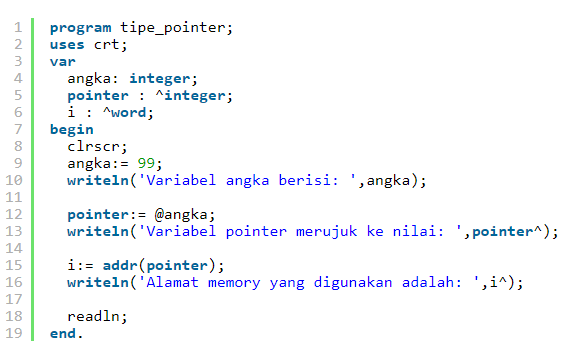 1 program tipe_pointer;
2 uses crt;
3 var
4   angka: integer;
5   pointer : ^integer;
6   i : ^word;
7 begin
8   clrscr;
9   angka:= 99;
10   writeln('Variabel angka berisi: ',angka);
11
12   pointer:= @angka;
13   writeln('Variabel pointer merujuk ke nilai: ',pointer^);
14
15   i:= addr(pointer);
16   writeln('Alamat memory yang digunakan adalah: ',i^);
17
18   readln;
19 end.